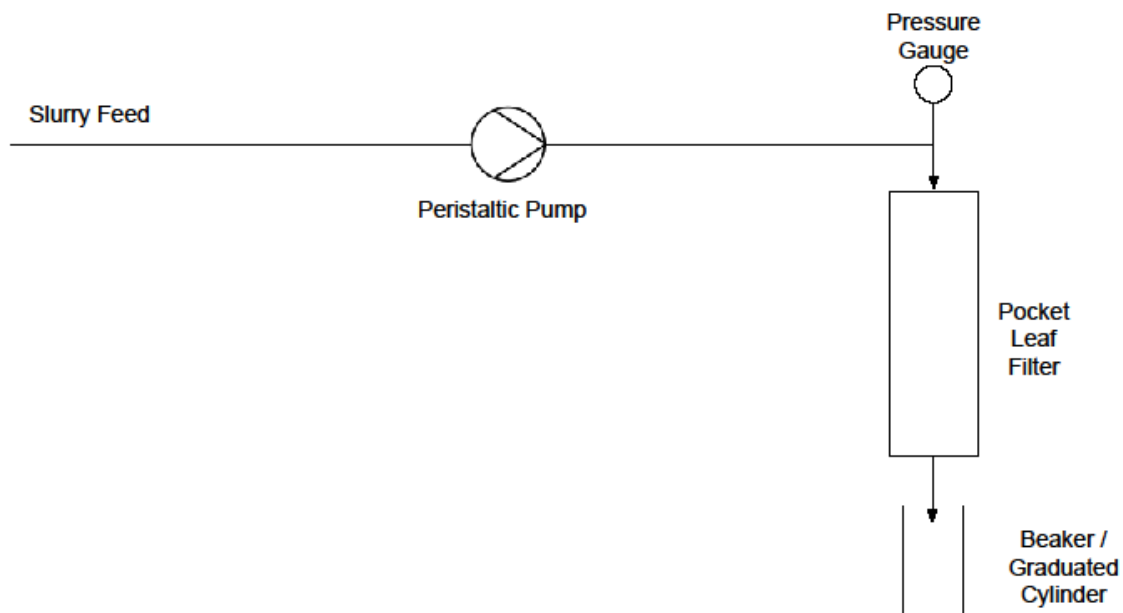 Pressure
Gauge
Slurry Feed
Peristaltic Pump
Pocket
Leaf
Filter
Beaker /
Graduated
Cylinder